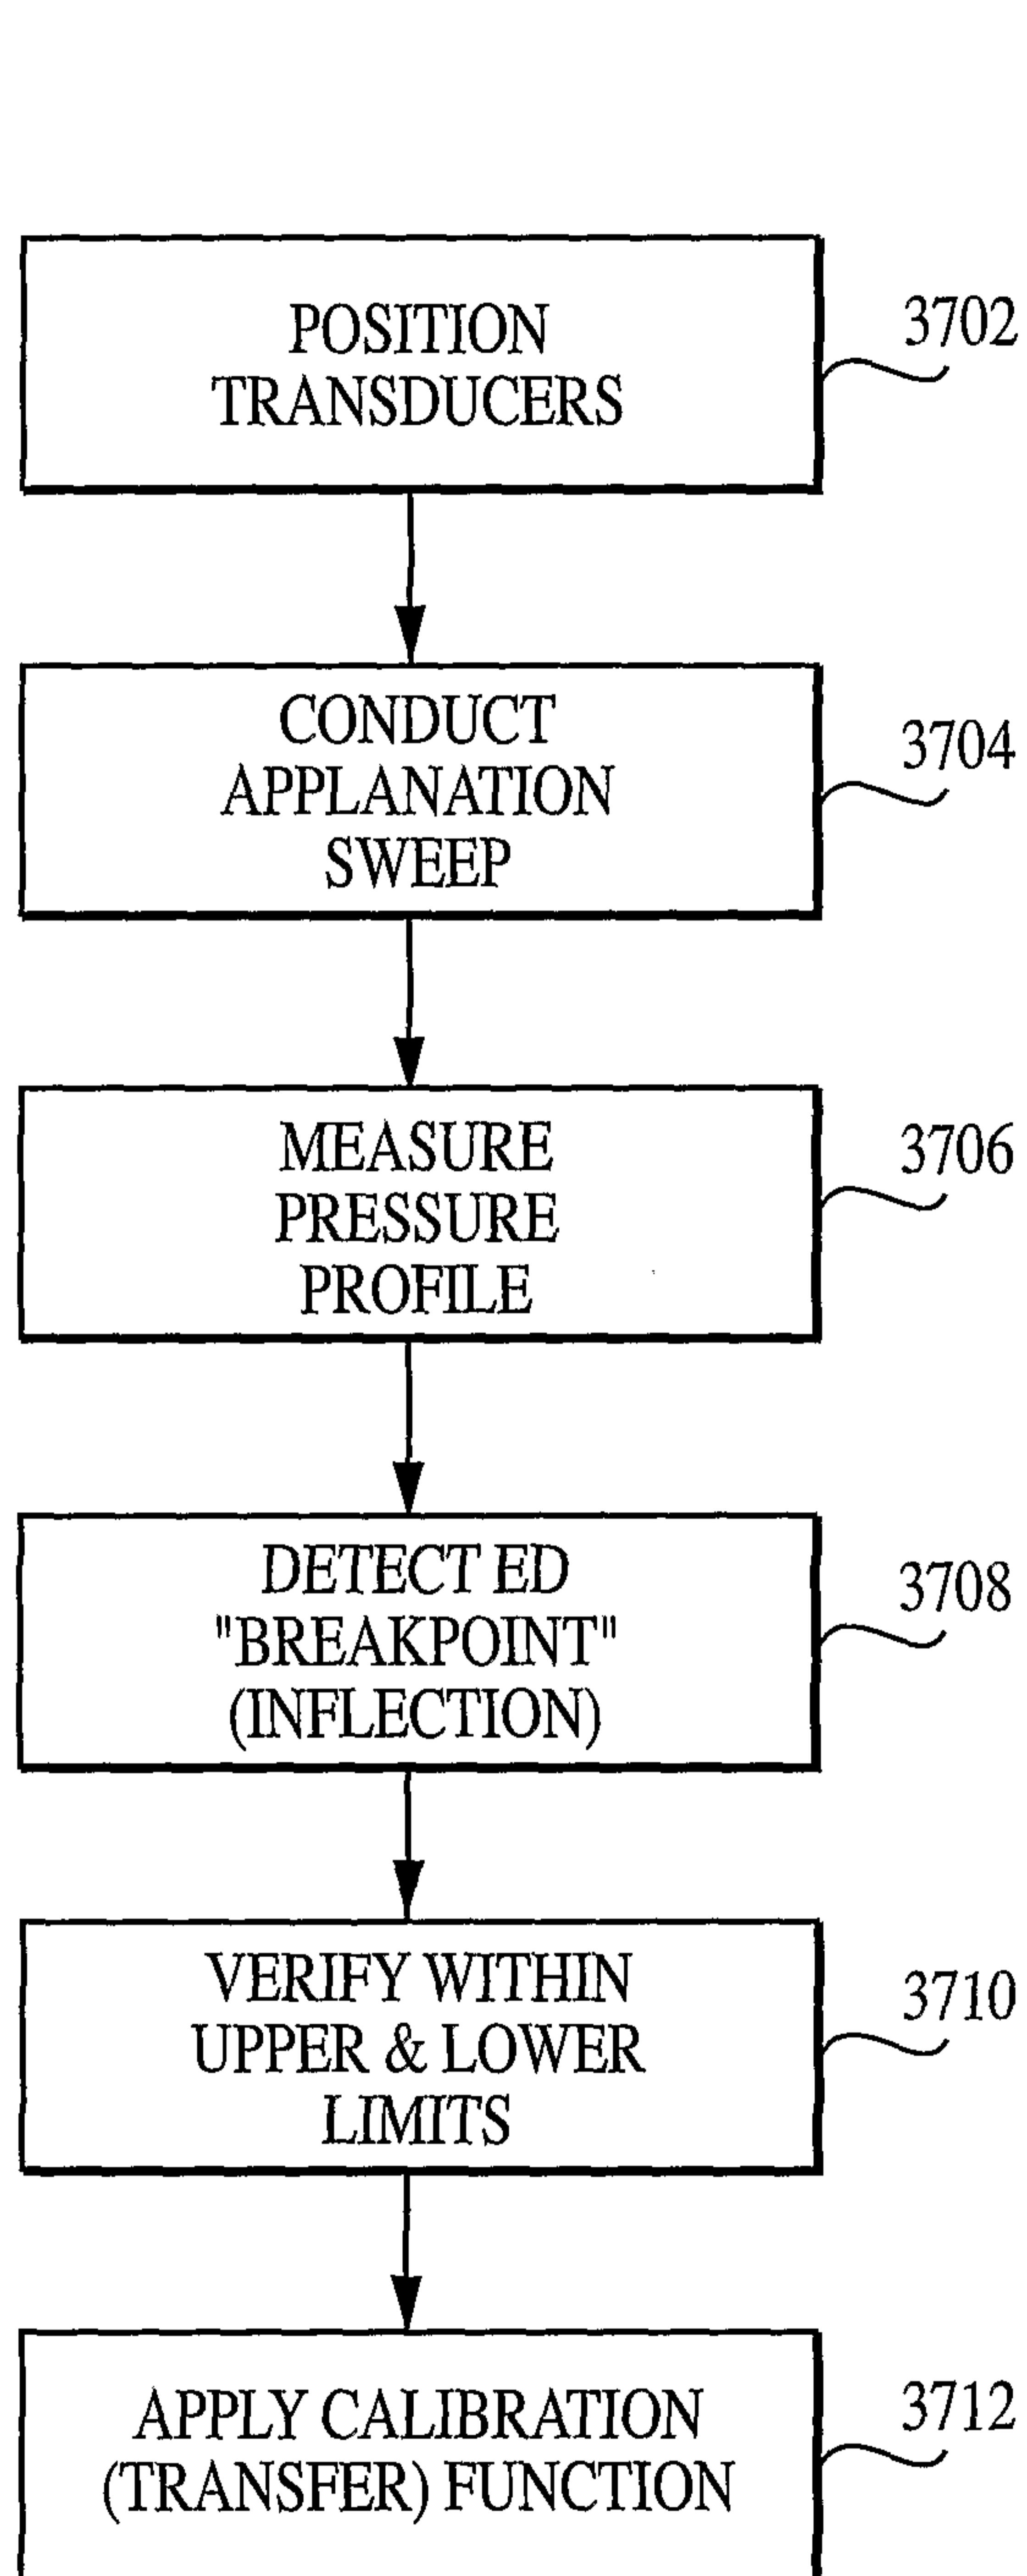 POSITION
TRANSDUCERS
3702
CONDUCT
APPLANATION
SWEEP
3704
MEASURE
PRESSURE
PROFILE
3706
DETECT ED
"BREAKPOINT"
(INFLECTION)
3708
VERIFY WITHIN
UPPER & LOWER
LIMITS
3710
APPLY CALIBRATION
(TRANSFER) FUNCTION
3712